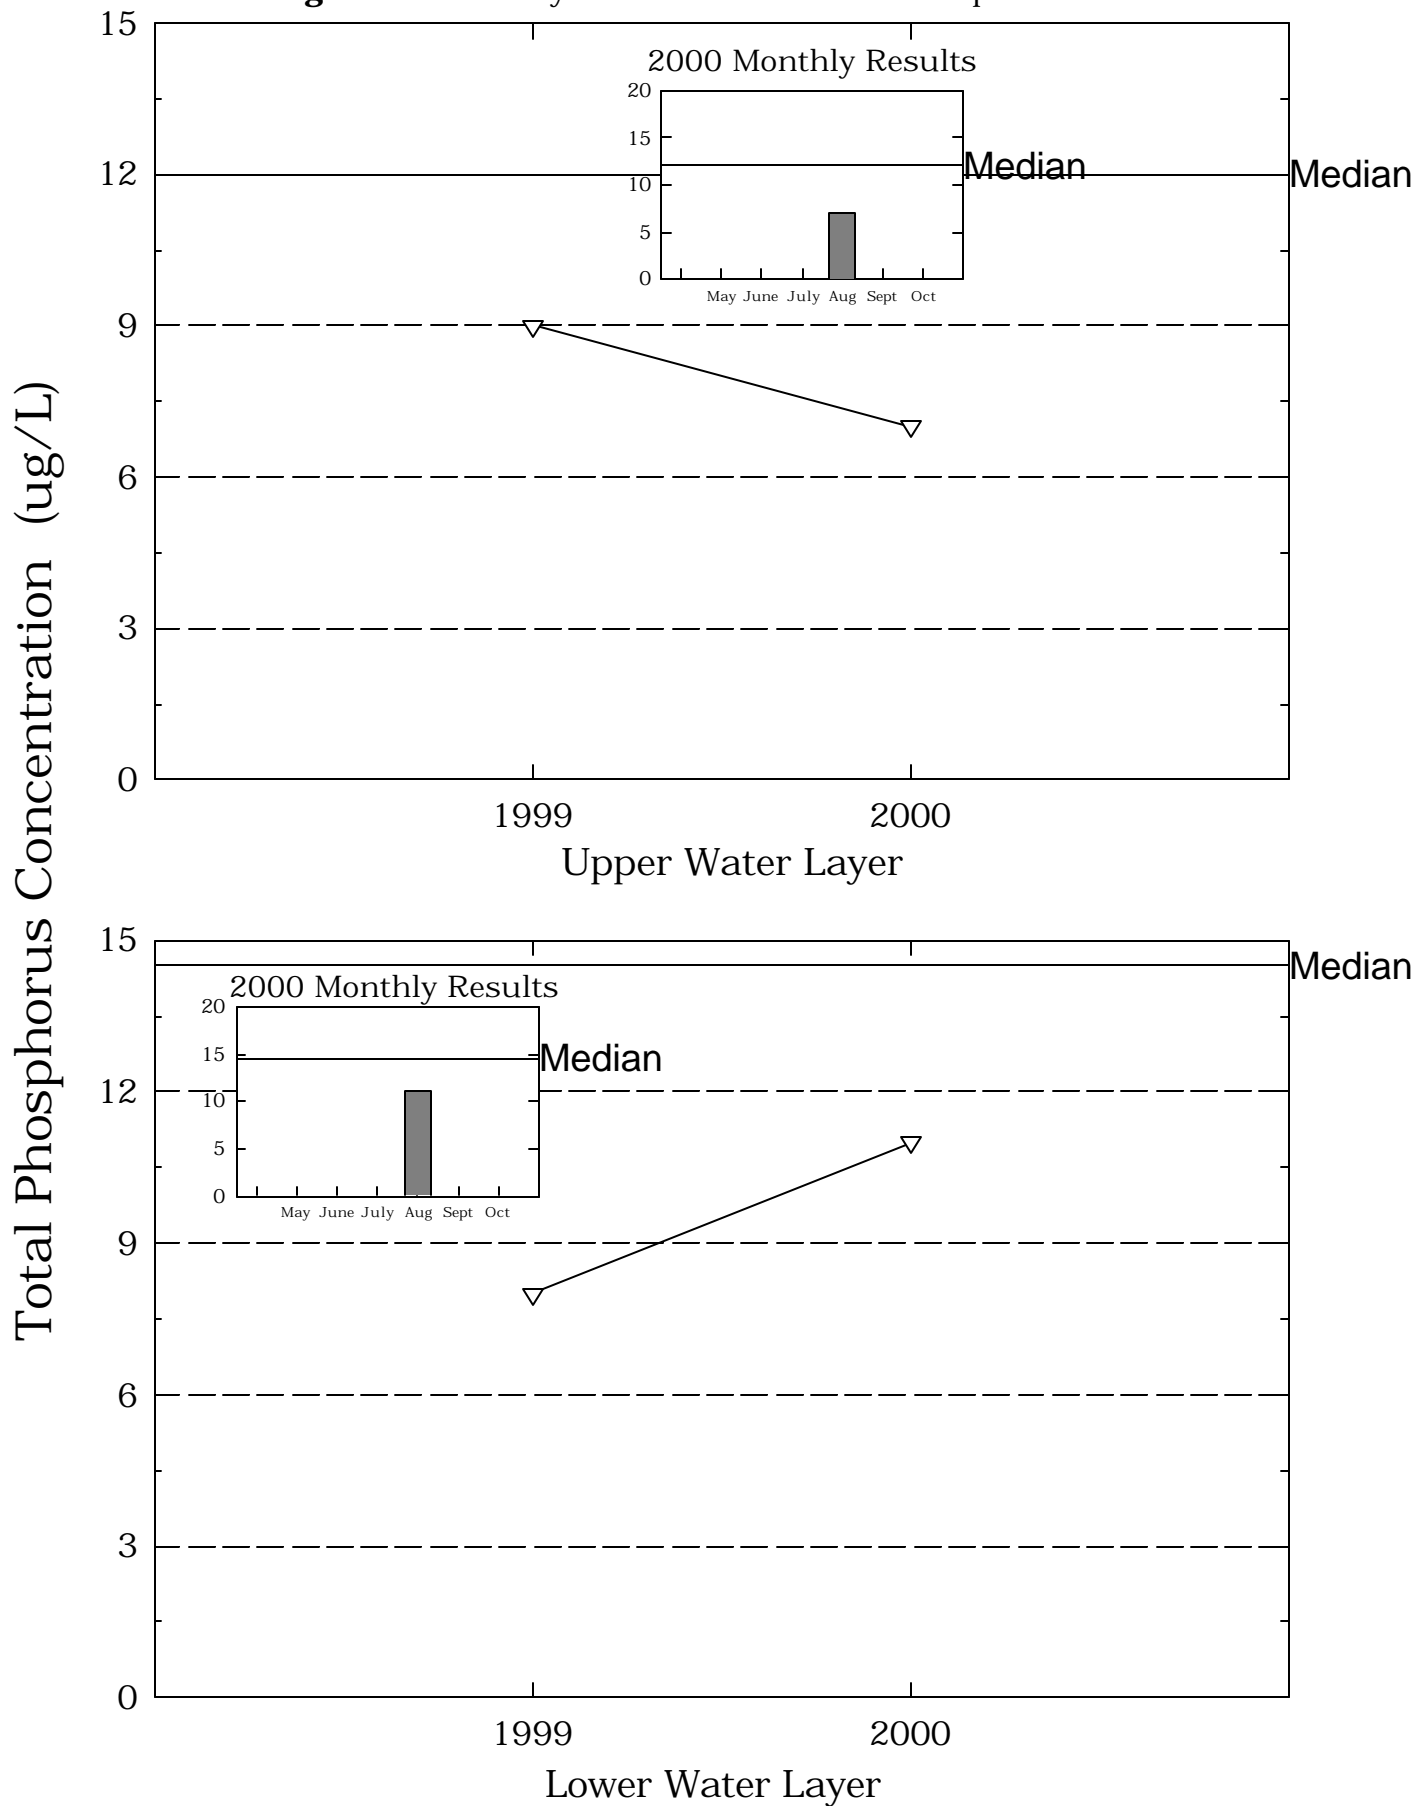 15
2000 Monthly Results
20
15
10
5
0
Median
May June July Aug Sept Oct
12
Median
9
6
3
0
1999 2000
Upper Water Layer
Total Phosphorus Concentration (ug/L)
15
Median
2000 Monthly Results
20
15
10
5
0
Median
May June July Aug Sept Oct
12
9
6
3
0
1999 2000
Lower Water Layer